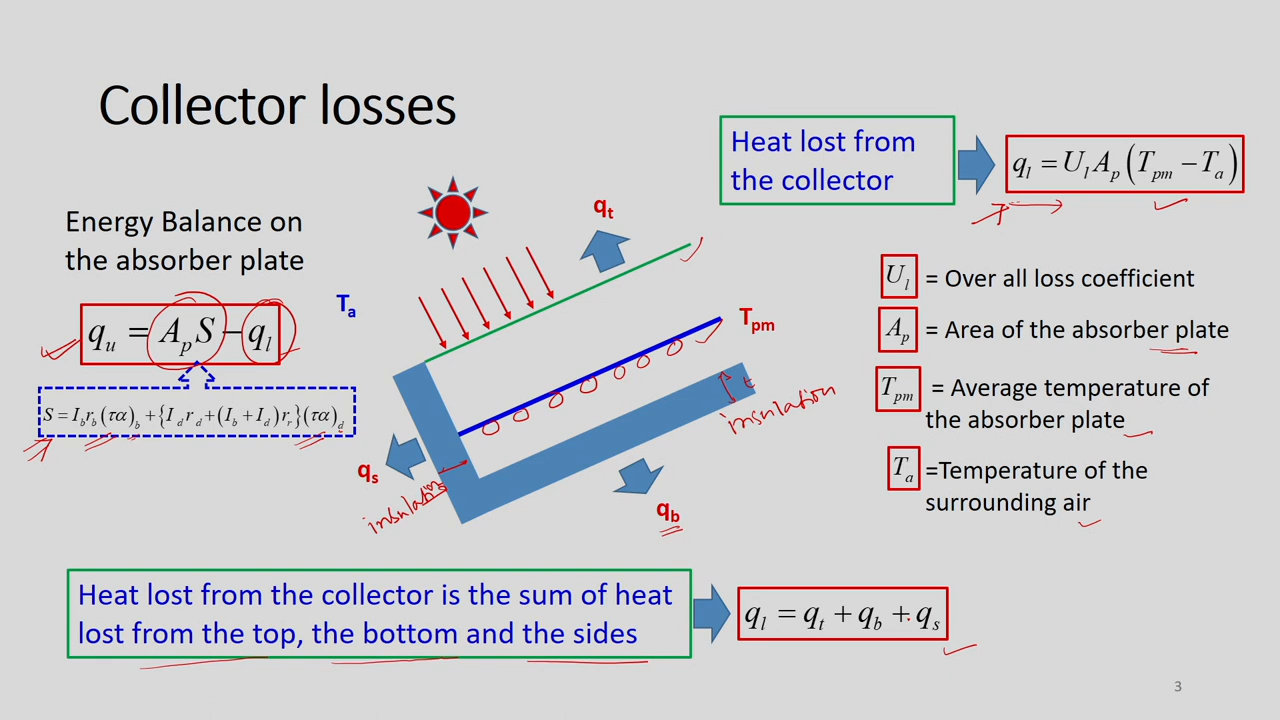 Collector losses
Energy Balance on
the absorber plate
q_u = A_p S − q_l
S = I_b r_b (τα)_b + {I_d r_d + (I_b + I_d) r_r} (τα)_d
T_a
q_t
T_pm
q_s
q_b
insulation
insulation
t
Heat lost from
the collector
q_l = U_l A_p (T_pm − T_a)
U_l = Over all loss coefficient
A_p = Area of the absorber plate
T_pm = Average temperature of
the absorber plate
T_a =Temperature of the
surrounding air
Heat lost from the collector is the sum of heat
lost from the top, the bottom and the sides
q_l = q_t + q_b + q_s
3